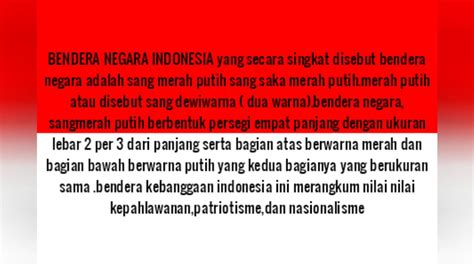 BENDERA NEGARA INDONESIA yang secara singkat disebut bendera
negara adalah sang merah putih sang saka merah putih.merah putih
atau disebut sang dewiwarna ( dua warna).bendera negara,
sangmerah putih berbentuk persegi empat panjang dengan ukuran
lebar 2 per 3 dari panjang serta bagian atas berwarna merah dan
bagian bawah berwarna putih yang kedua bagianya yang berukuran
sama .bendera kebanggaan indonesia ini merangkum nilai nilai
kepahlawanan,patriotisme,dan nasionalisme